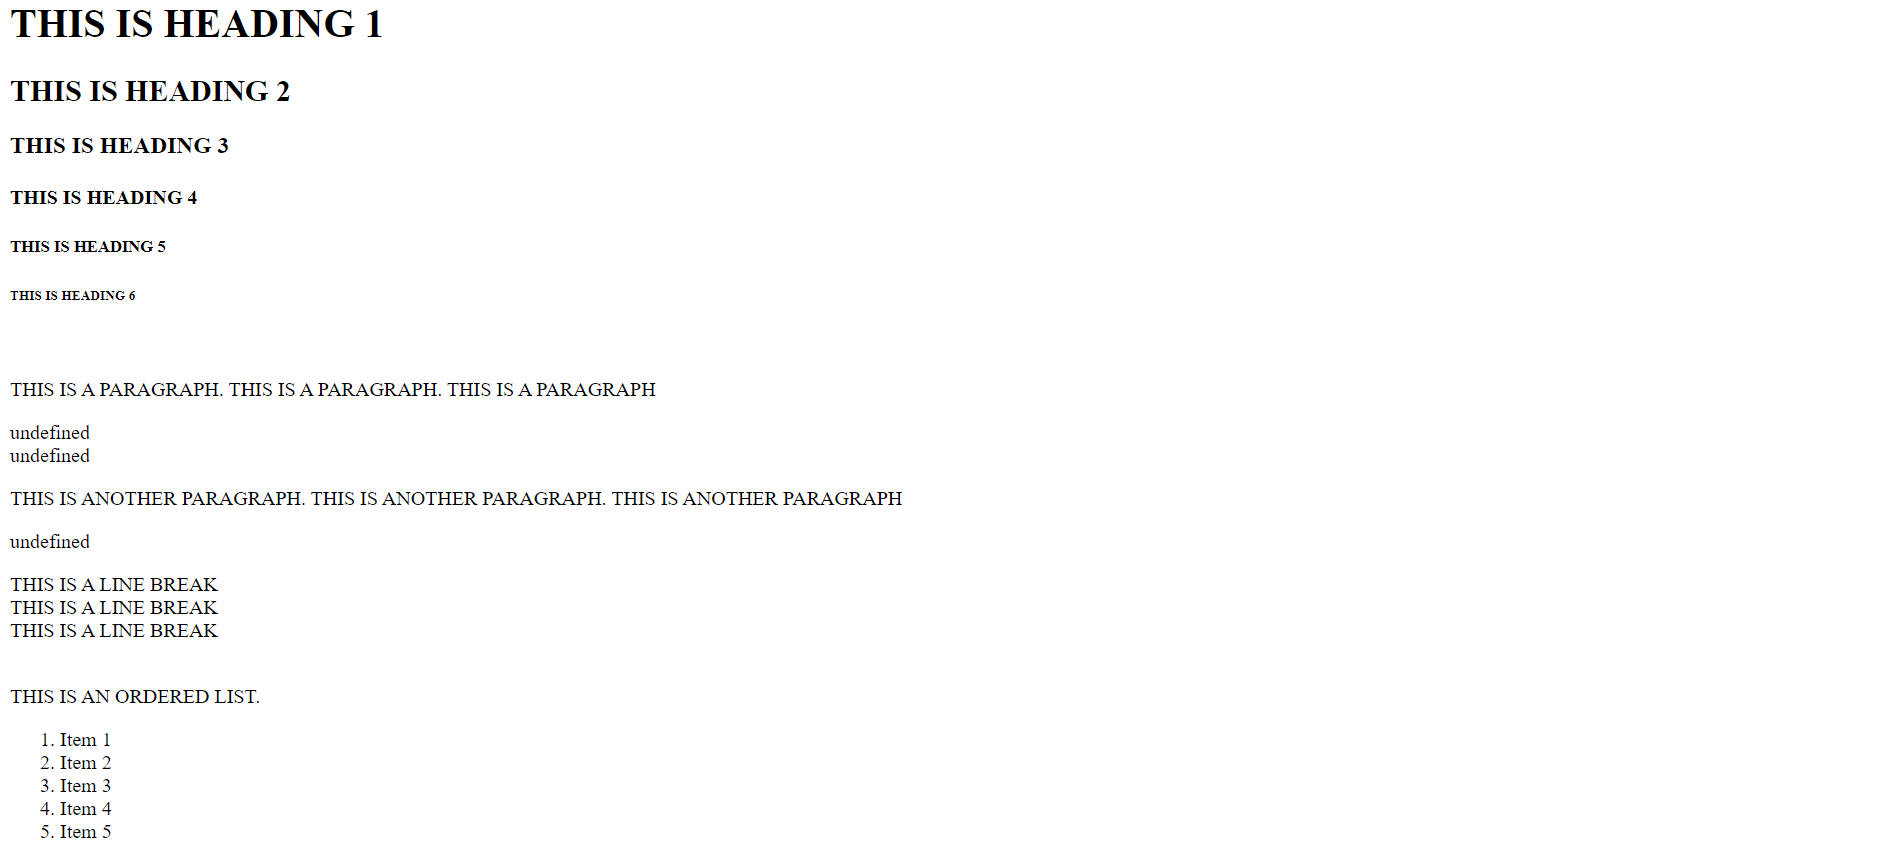 THIS IS HEADING 1
THIS IS HEADING 2
THIS IS HEADING 3
THIS IS HEADING 4
THIS IS HEADING 5
THIS IS HEADING 6
THIS IS A PARAGRAPH. THIS IS A PARAGRAPH. THIS IS A PARAGRAPH
undefined
undefined
THIS IS ANOTHER PARAGRAPH. THIS IS ANOTHER PARAGRAPH. THIS IS ANOTHER PARAGRAPH
undefined
THIS IS A LINE BREAK
THIS IS A LINE BREAK
THIS IS A LINE BREAK
THIS IS AN ORDERED LIST.
1. Item 1
2. Item 2
3. Item 3
4. Item 4
5. Item 5